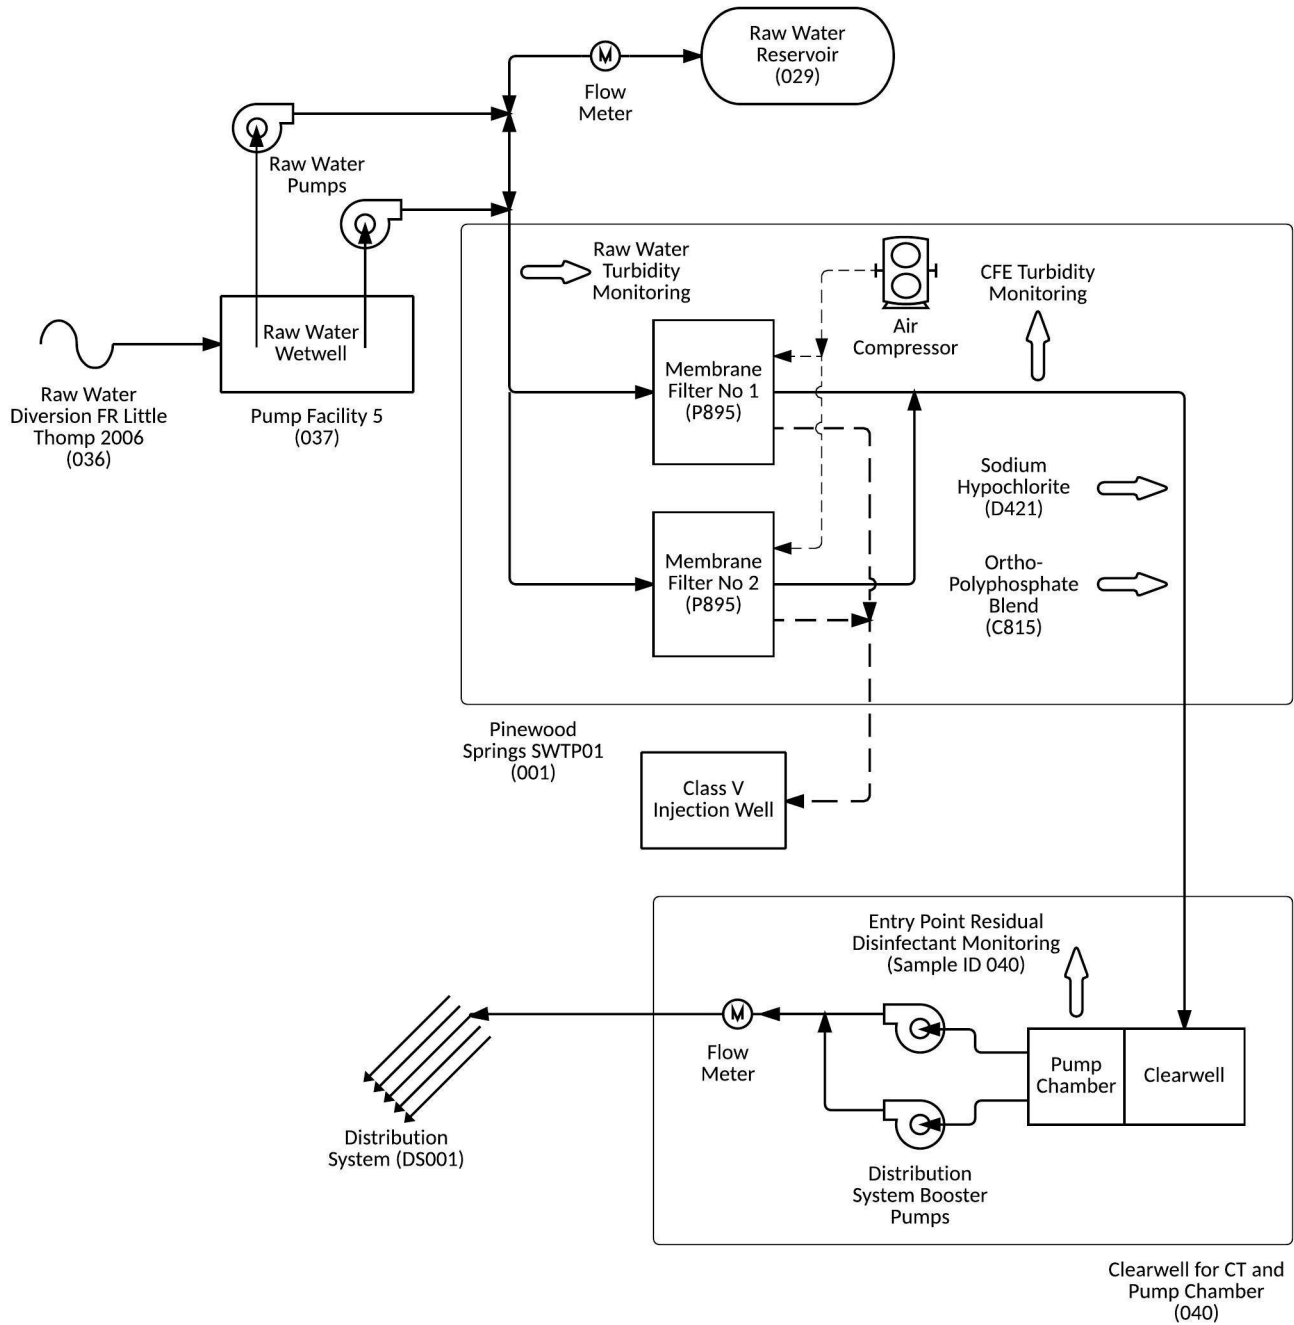 Raw Water
Reservoir
(029)
M
Flow
Meter
Raw Water
Pumps
Raw Water
Turbidity
Monitoring
CFE Turbidity
Monitoring
Air
Compressor
Raw Water
Wetwell
Membrane
Filter No 1
(P895)
Raw Water
Diversion FR Little
Thomp 2006
(036)
Pump Facility 5
(037)
Sodium
Hypochlorite
(D421)
Membrane
Filter No 2
(P895)
Ortho-
Polyphosphate
Blend
(C815)
Pinewood
Springs SWTP01
(001)
Class V
Injection Well
Entry Point Residual
Disinfectant Monitoring
(Sample ID 040)
M
Flow
Meter
Pump
Chamber
Clearwell
Distribution
System (DS001)
Distribution
System Booster
Pumps
Clearwell for CT and
Pump Chamber
(040)